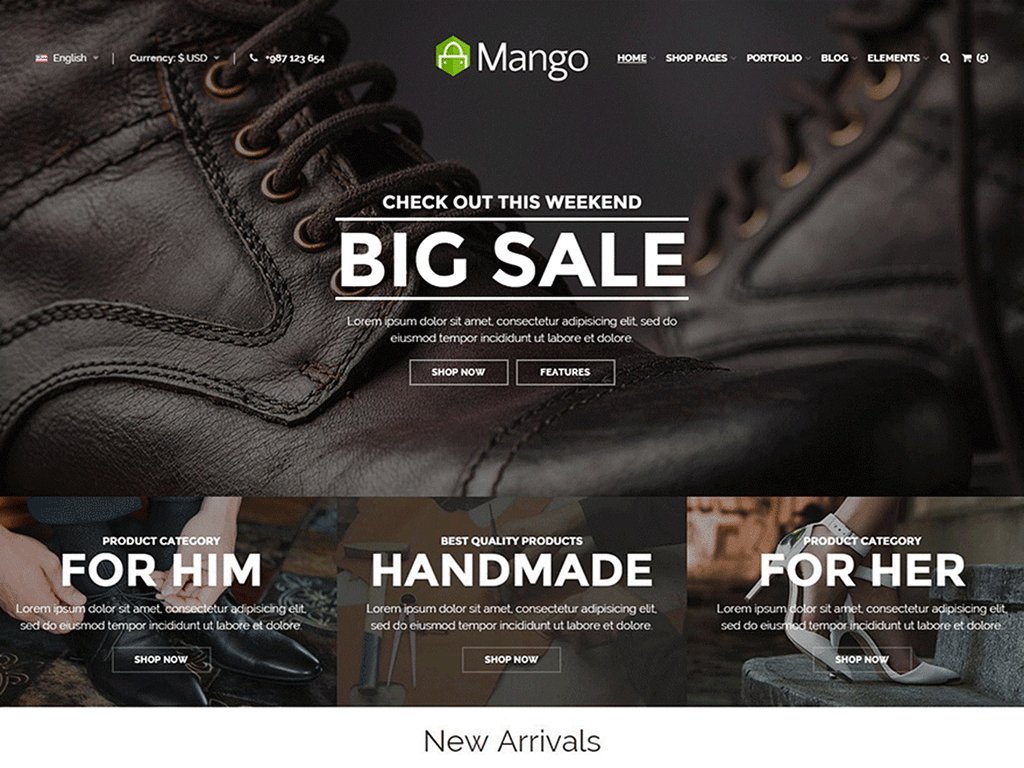 English
Currency: $ USD
+987 123 654
Mango
HOME
SHOP PAGES
PORTFOLIO
BLOG
ELEMENTS
(5)
CHECK OUT THIS WEEKEND
BIG SALE
Lorem ipsum dolor sit amet, consectetur adipisicing elit, sed do
eiusmod tempor incididunt ut labore et dolore.
SHOP NOW
FEATURES
PRODUCT CATEGORY
FOR HIM
Lorem ipsum dolor sit amet, consectetur adipisicing elit,
sed do eiusmod tempor incididunt ut labore et dolore.
SHOP NOW
BEST QUALITY PRODUCTS
HANDMADE
Lorem ipsum dolor sit amet, consectetur adipisicing elit,
sed do eiusmod tempor incididunt ut labore et dolore.
SHOP NOW
PRODUCT CATEGORY
FOR HER
Lorem ipsum dolor sit amet, consectetur adipisicing elit,
sed do eiusmod tempor incididunt ut labore et dolore.
SHOP NOW
New Arrivals